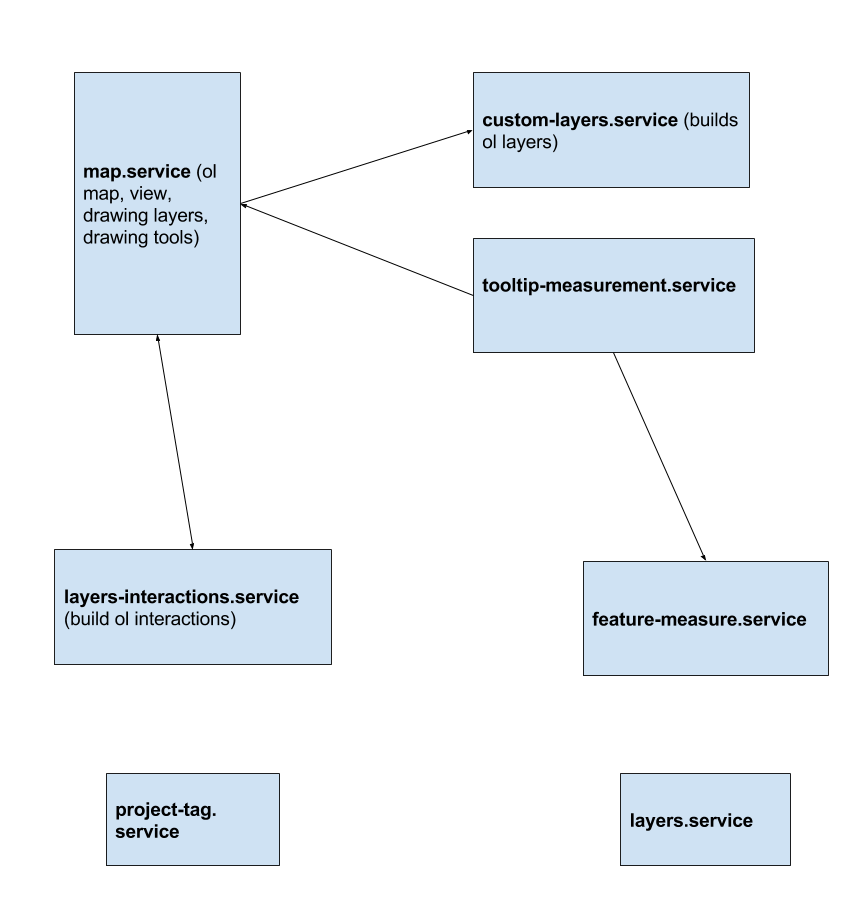 map.service (ol
map, view,
drawing layers,
drawing tools)
custom-layers.service (builds
ol layers)
tooltip-measurement.service
layers-interactions.service
(build ol interactions)
feature-measure.service
project-tag.
service
layers.service